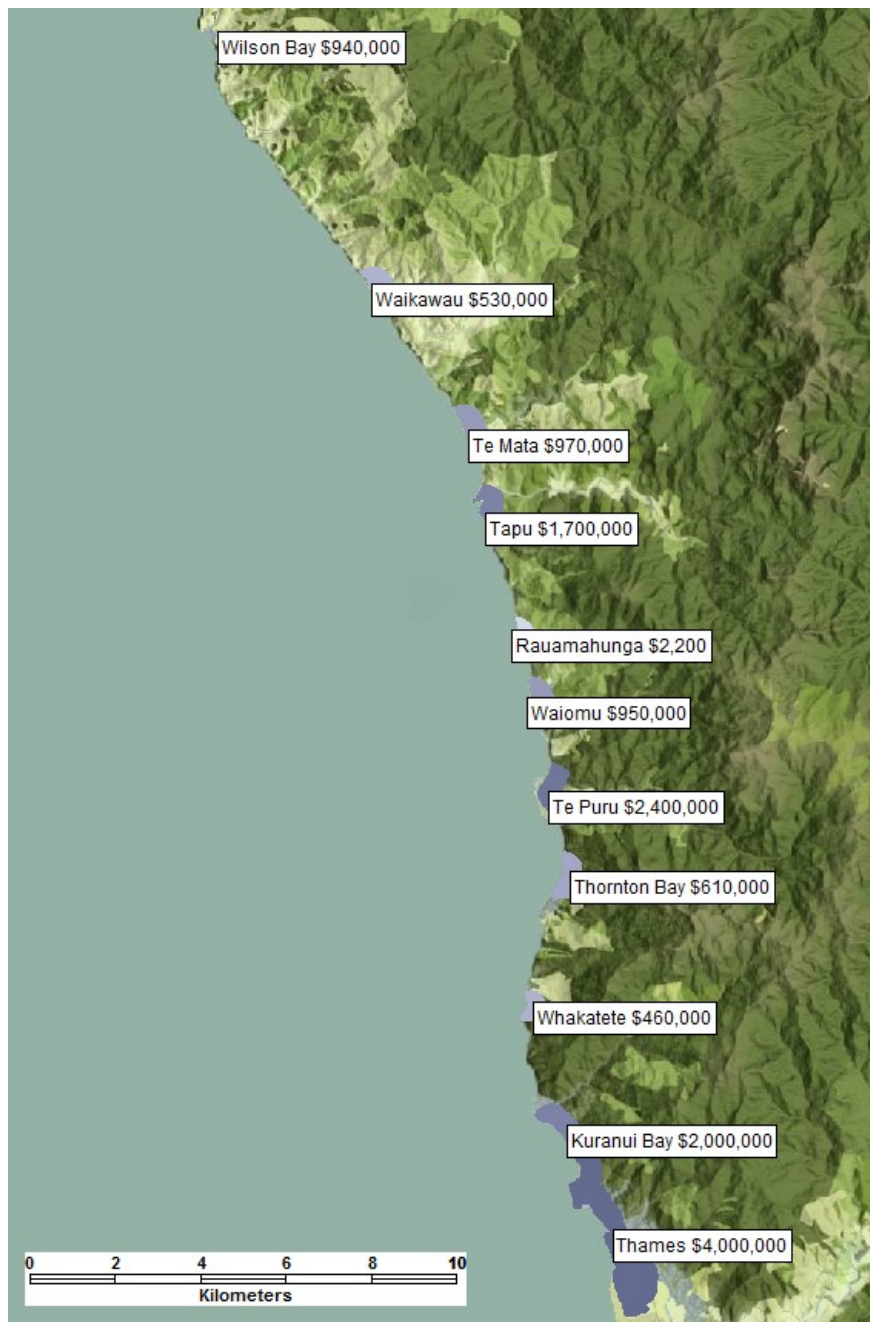 Wilson Bay $940,000
Waikawau $530,000
Te Mata $970,000
Tapu $1,700,000
Rauamahunga $2,200
Waiomu $950,000
Te Puru $2,400,000
Thornton Bay $610,000
Whakatete $460,000
Kuranui Bay $2,000,000
Thames $4,000,000
0 2 4 6 8 10
Kilometers